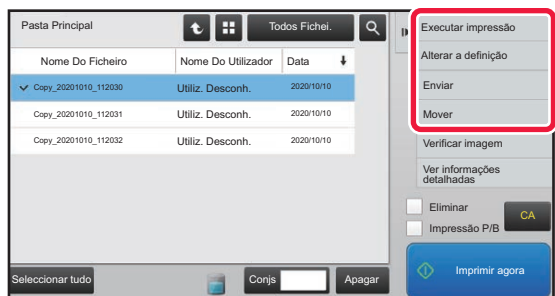 Pasta Principal
Todos Fichei.
Nome Do Ficheiro Nome Do Utilizador Data
Copy_20201010_112030 Utiliz. Desconh. 2020/10/10
Copy_20201010_112031 Utiliz. Desconh. 2020/10/10
Copy_20201010_112032 Utiliz. Desconh. 2020/10/10
Seleccionar tudo Conjs Apagar
Executar impressão
Alterar a definição
Enviar
Mover
Verificar imagem
Ver informações
detalhadas
Eliminar
Impressão P/B
CA
Imprimir agora